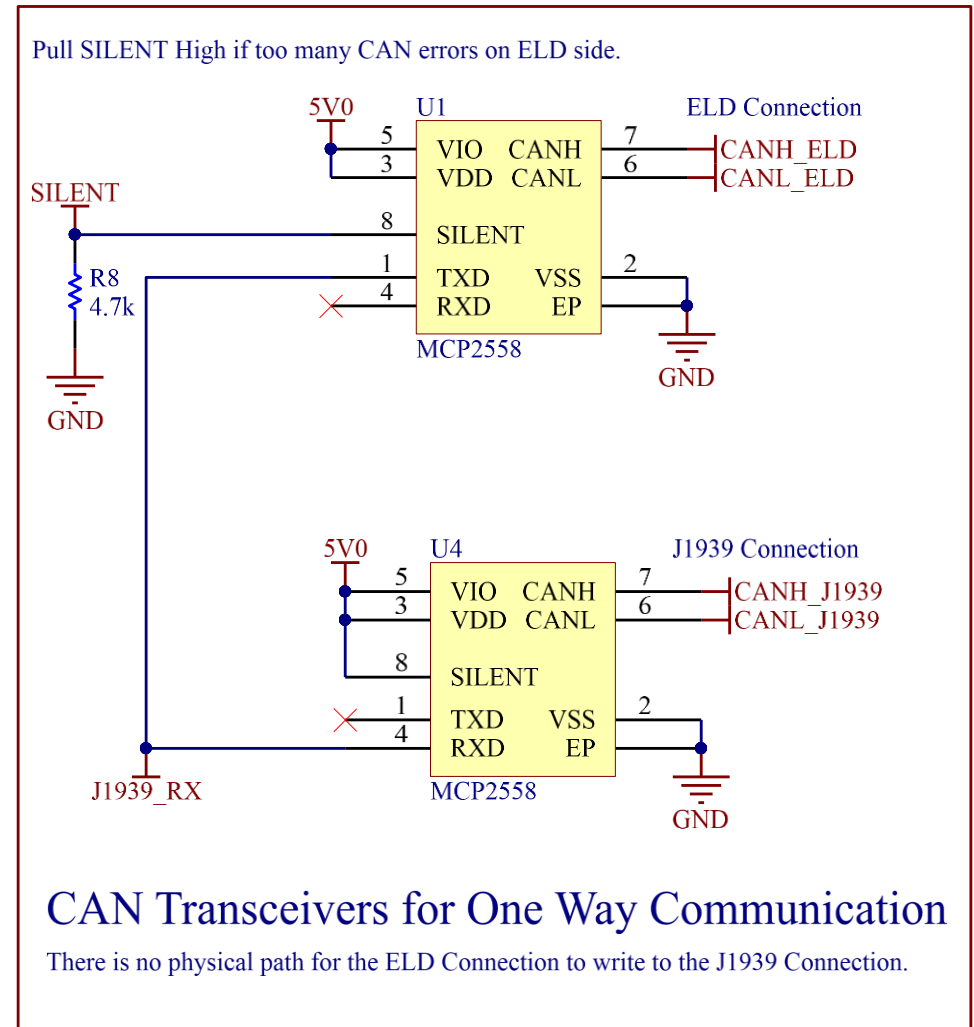 Pull SILENT High if too many CAN errors on ELD side.
5V0
U1
ELD Connection
5
VIO
CANH
7
CANH_ELD
3
VDD
CANL
6
CANL_ELD
SILENT
8
SILENT
R8
4.7k
1
TXD
VSS
2
4
RXD
EP
MCP2558
GND
GND
5V0
U4
J1939 Connection
5
VIO
CANH
7
CANH_J1939
3
VDD
CANL
6
CANL_J1939
8
SILENT
1
TXD
VSS
2
4
RXD
EP
J1939_RX
MCP2558
GND
CAN Transceivers for One Way Communication
There is no physical path for the ELD Connection to write to the J1939 Connection.